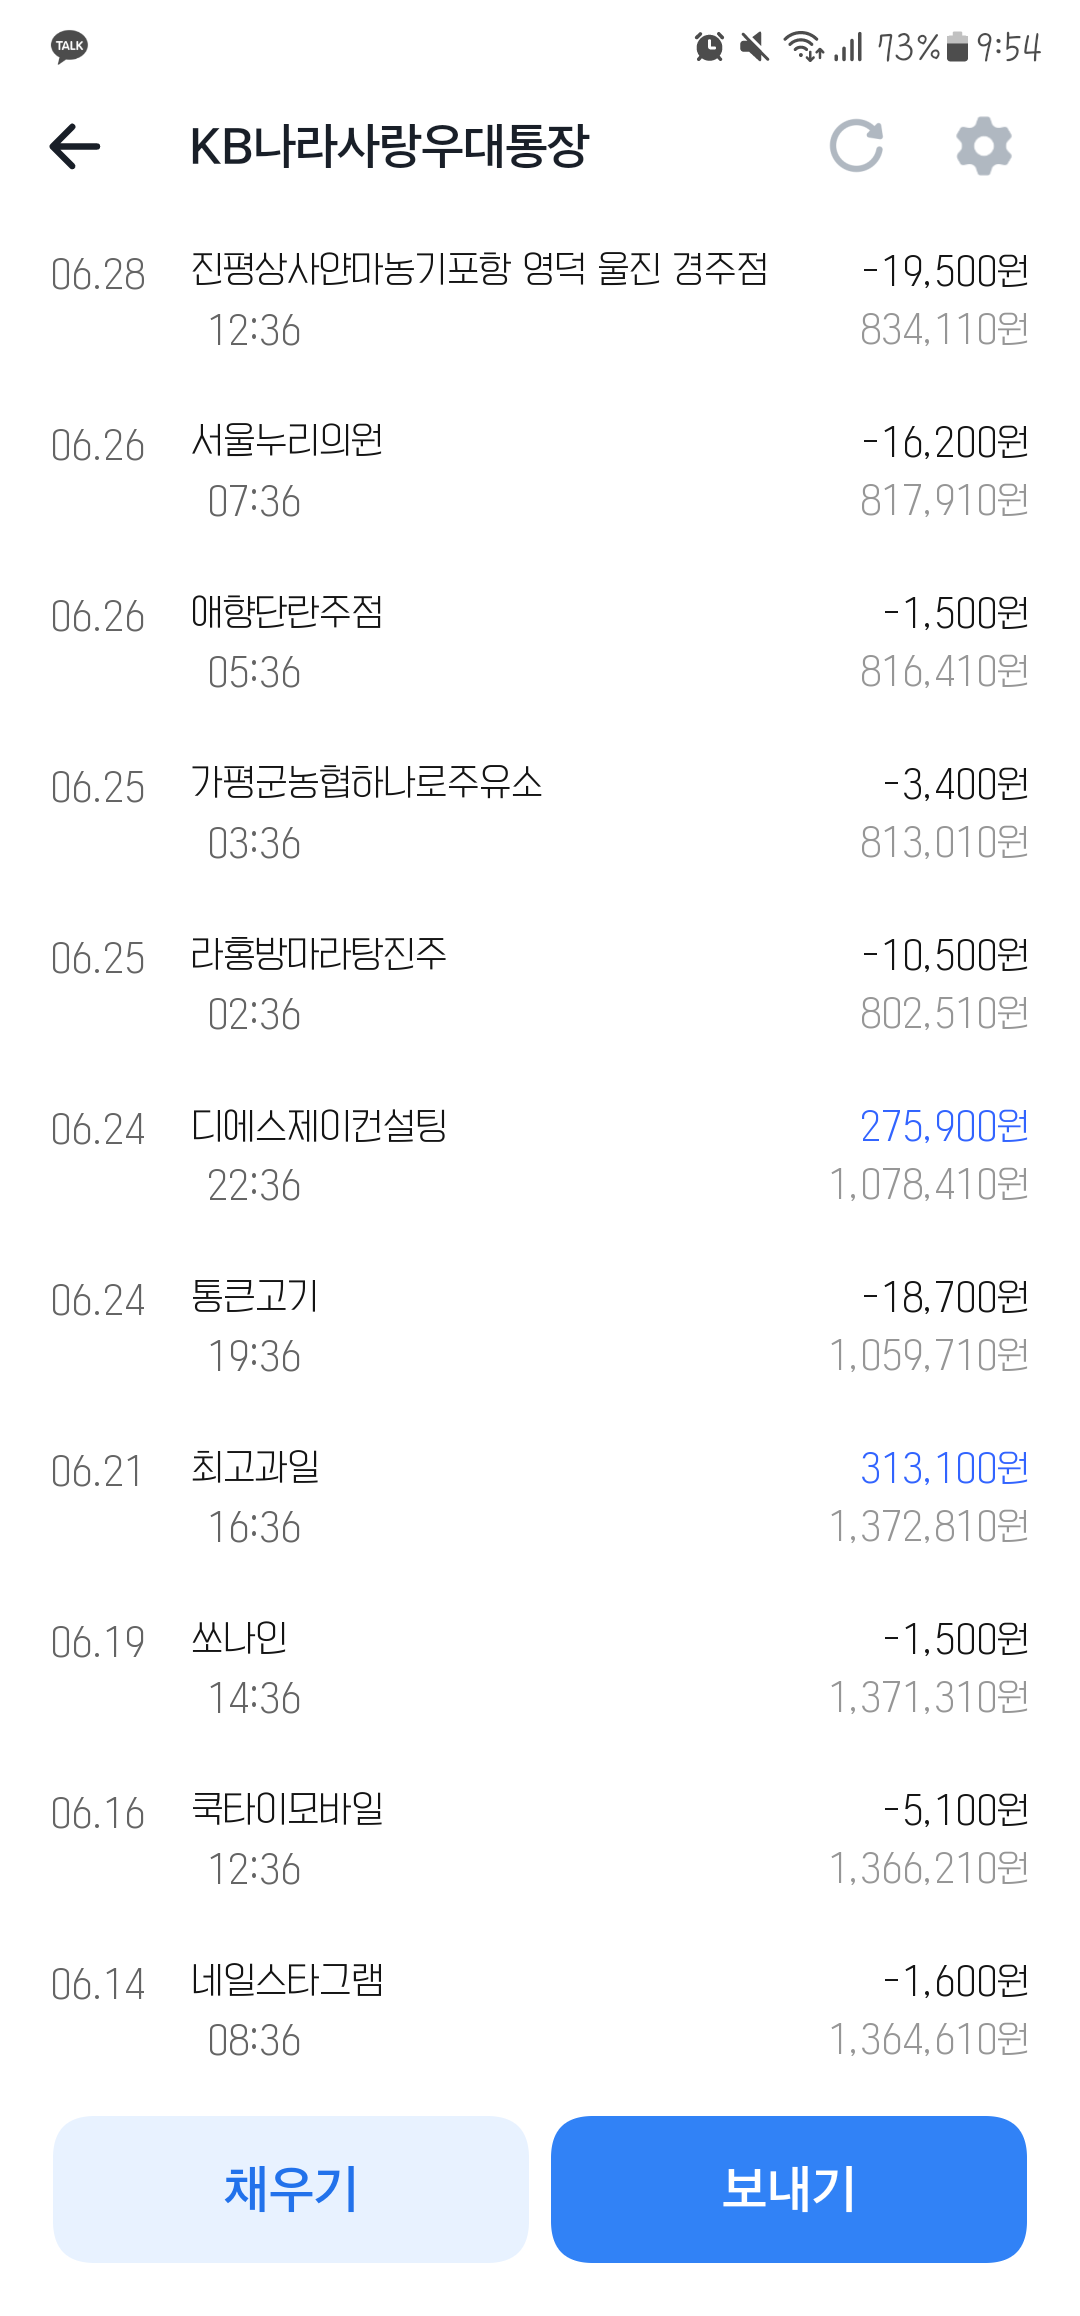 TALK 73% 9:54
KB나라사랑우대통장
06.28 진평상사얀마농기포항 영덕 울진 경주점 -19,500원
12:36 834,110원
06.26 서울누리의원 -16,200원
07:36 817,910원
06.26 애향단란주점 -1,500원
05:36 816,410원
06.25 가평군농협하나로주유소 -3,400원
03:36 813,010원
06.25 라홍방마라탕진주 -10,500원
02:36 802,510원
06.24 디에스제이컨설팅 275,900원
22:36 1,078,410원
06.24 통큰고기 -18,700원
19:36 1,059,710원
06.21 최고과일 313,100원
16:36 1,372,810원
06.19 쏘나인 -1,500원
14:36 1,371,310원
06.16 쿡타이모바일 -5,100원
12:36 1,366,210원
06.14 네일스타그램 -1,600원
08:36 1,364,610원
채우기 보내기